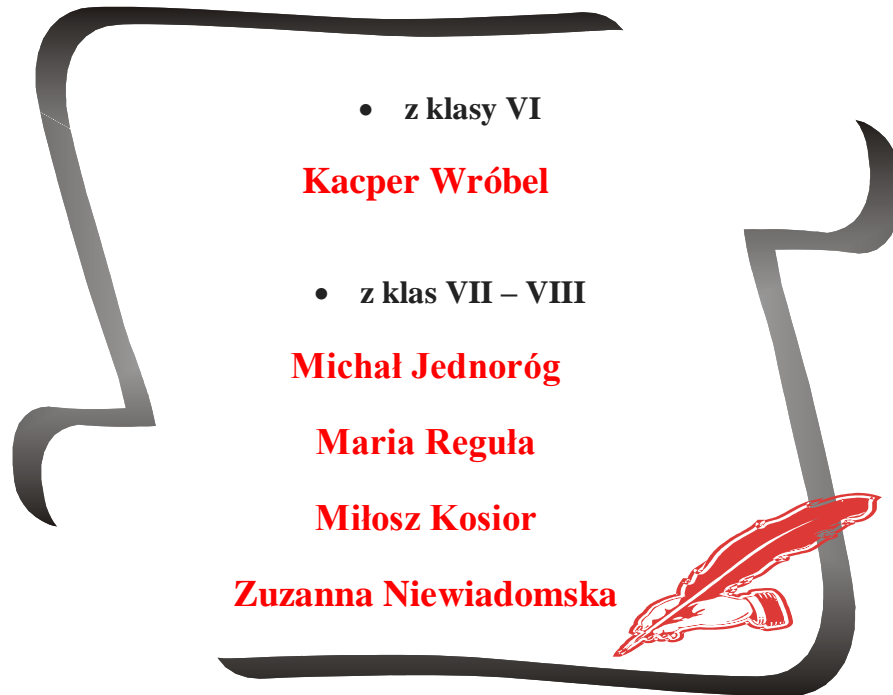 • z klasy VI
Kacper Wróbel
• z klas VII – VIII
Michał Jednoróg
Maria Reguła
Miłosz Kosior
Zuzanna Niewiadomska